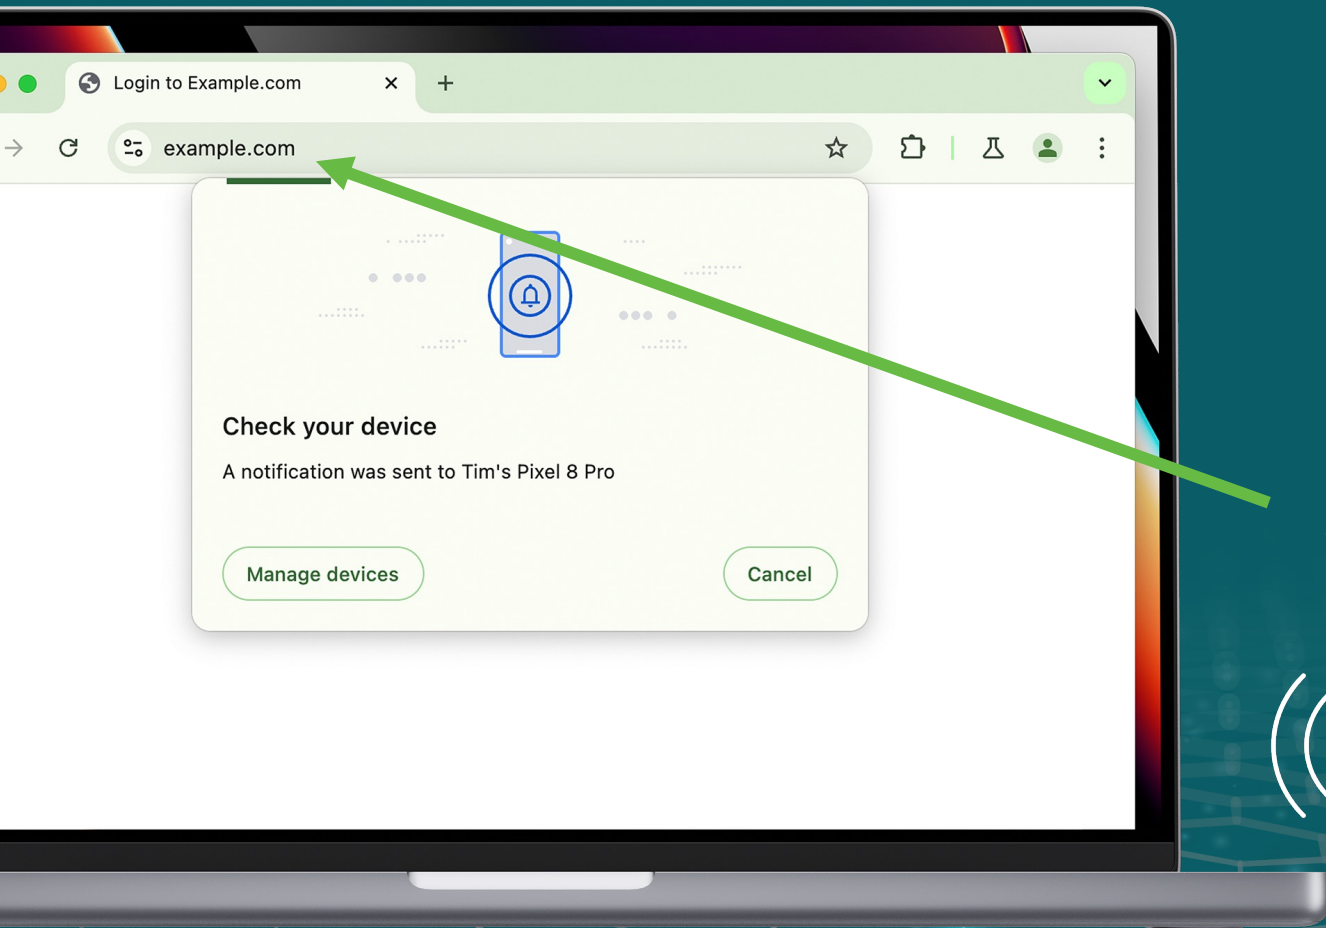 Login to Example.com
example.com
Check your device
A notification was sent to Tim's Pixel 8 Pro
Manage devices
Cancel